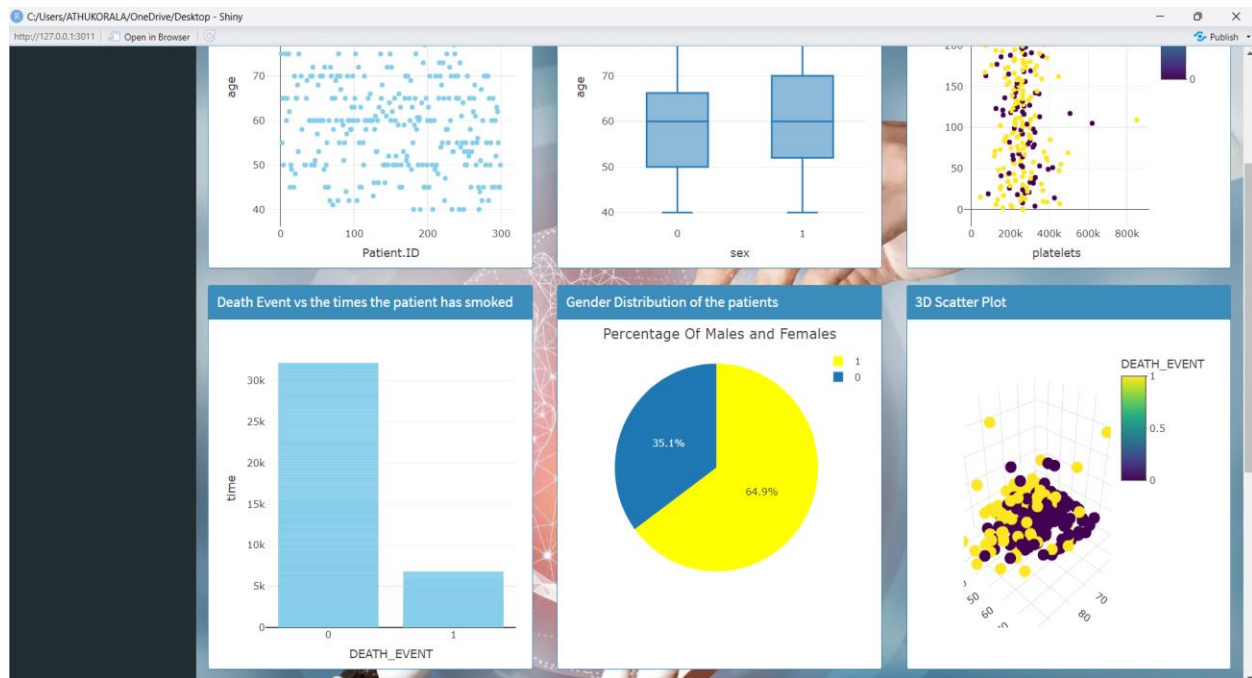 C:/Users/ATHUKORALA/OneDrive/Desktop - Shiny
http://127.0.0.1:3011 Open in Browser Publish
age
70
60
50
40
0 100 200 300
Patient.ID
age
70
60
50
40
0 1
sex
200
150
100
50
0
0 200k 400k 600k 800k
platelets
0
Death Event vs the times the patient has smoked
time
30k
25k
20k
15k
10k
5k
0
0 1
DEATH_EVENT
Gender Distribution of the patients
Percentage Of Males and Females
1
0
35.1%
64.9%
3D Scatter Plot
DEATH_EVENT
1
0.5
0
50
60
70
80